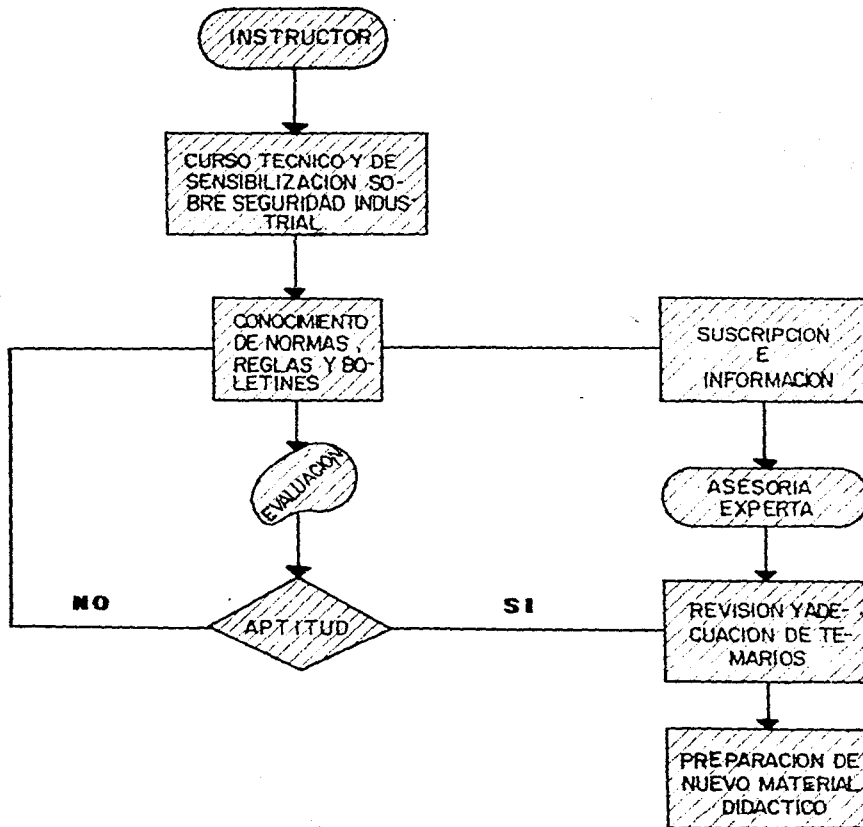 INSTRUCTOR
CURSO TECNICO Y DE
SENSIBILIZACION SO-
BRE SEGURIDAD INDUS-
TRIAL
CONOCIMIENTO
DE NORMAS,
REGLAS Y BO-
LETINES
SUSCRIPCION
E
INFORMACION
EVALUACION
ASESORIA
EXPERTA
NO
APTITUD
SI
REVISION Y ADE-
CUACION DE TE-
MARIOS
PREPARACION DE
NUEVO MATERIAL
DIDACTICO